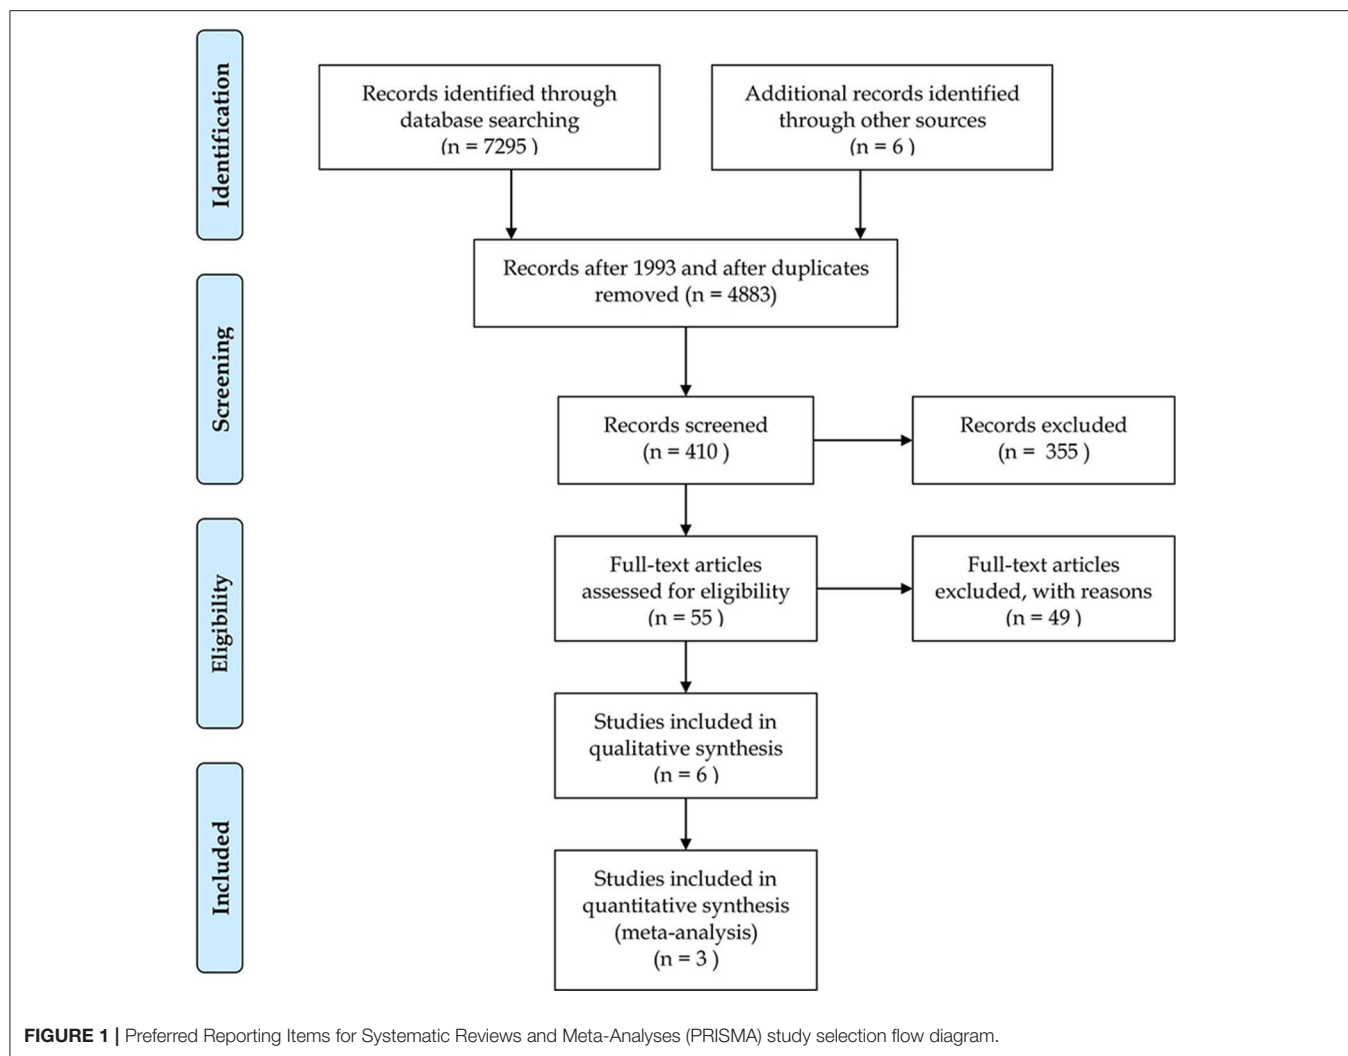 Identification
Records identified through
database searching
(n = 7295 )
Additional records identified
through other sources
(n = 6 )
Records after 1993 and after duplicates
removed (n = 4883)
Screening
Records screened
(n = 410 )
Records excluded
(n =  355 )
Eligibility
Full-text articles
assessed for eligibility
(n = 55 )
Full-text articles
excluded, with reasons
(n = 49 )
Studies included in
qualitative synthesis
(n = 6 )
Included
Studies included in
quantitative synthesis
(meta-analysis)
(n = 3 )
FIGURE 1 | Preferred Reporting Items for Systematic Reviews and Meta-Analyses (PRISMA) study selection flow diagram.